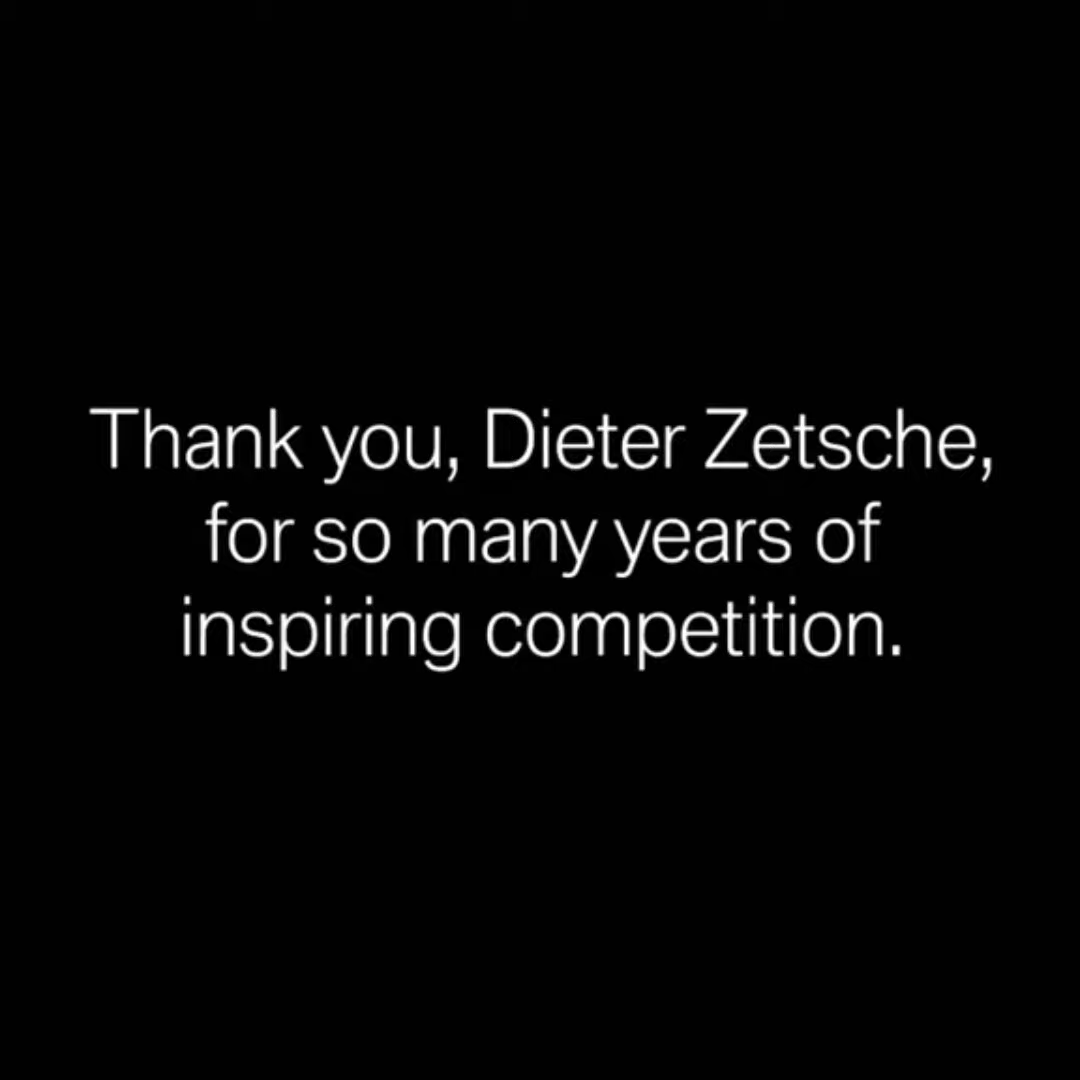 Thank you, Dieter Zetsche,
for so many years of
inspiring competition.